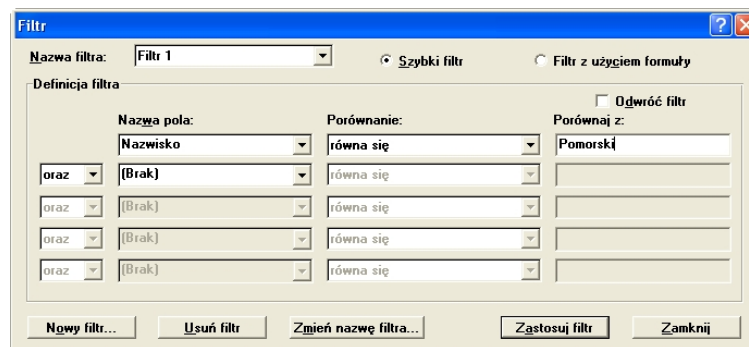 Filtr
Nazwa filtra: Filtr 1 Szybki filtr Filtr z użyciem formuły
Definicja filtra
Odwróć filtr
Nazwa pola: Porównanie: Porównaj z:
Nazwisko równa się Pomorski
oraz (Brak) równa się
oraz (Brak) równa się
oraz (Brak) równa się
oraz (Brak) równa się
Nowy filtr... Usuń filtr Zmień nazwę filtra... Zastosuj filtr Zamknij